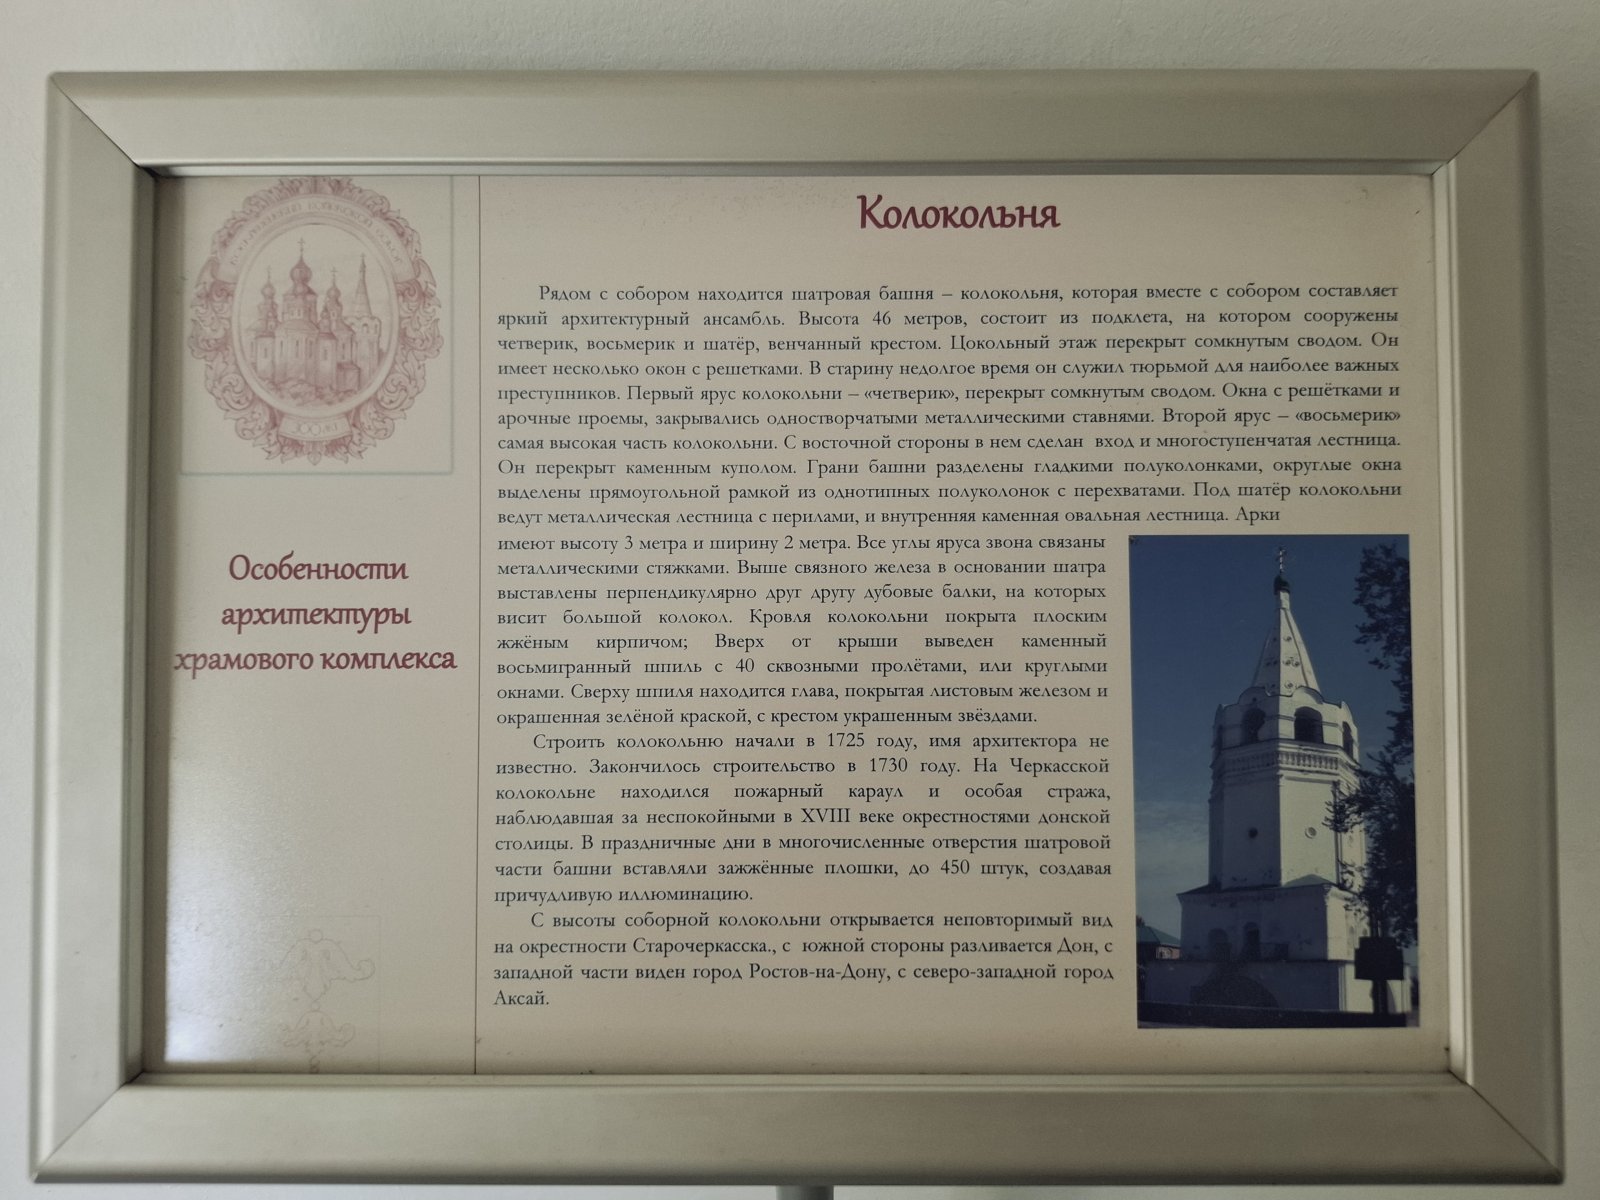 Колокольня
Рядом с собором находится шатровая башня – колокольня, которая вместе с собором составляет
яркий архитектурный ансамбль. Высота 46 метров, состоит из подклета, на котором сооружены
четверик, восьмерик и шатёр, венчанный крестом. Цокольный этаж перекрыт сомкнутым сводом. Он
имеет несколько окон с решетками. В старину недолгое время он служил тюрьмой для наиболее важных
преступников. Первый ярус колокольни – «четверик», перекрыт сомкнутым сводом. Окна с решётками и
арочные проемы, закрывались одностворчатыми металлическими ставнями. Второй ярус – «восьмерик»
самая высокая часть колокольни. С восточной стороны в нем сделан вход и многоступенчатая лестница.
Он перекрыт каменным куполом. Грани башни разделены гладкими полуколонками, округлые окна
выделены прямоугольной рамкой из однотипных полуколонок с перехватами. Под шатёр колокольни
ведут металлическая лестница с перилами, и внутренняя каменная овальная лестница. Арки
имеют высоту 3 метра и ширину 2 метра. Все углы яруса звона связаны
металлическими стяжками. Выше связного железа в основании шатра
выставлены перпендикулярно друг другу дубовые балки, на которых
висит большой колокол. Кровля колокольни покрыта плоским
жжёным кирпичом; Вверх от крыши выведен каменный
восьмигранный шпиль с 40 сквозными пролётами, или круглыми
окнами. Сверху шпиля находится глава, покрытая листовым железом и
окрашенная зелёной краской, с крестом украшенным звёздами.
Строить колокольню начали в 1725 году, имя архитектора не
известно. Закончилось строительство в 1730 году. На Черкасской
колокольне находился пожарный караул и особая стража,
наблюдавшая за неспокойными в XVIII веке окрестностями донской
столицы. В праздничные дни в многочисленные отверстия шатровой
части башни вставляли зажжённые плошки, до 450 штук, создавая
причудливую иллюминацию.
С высоты соборной колокольни открывается неповторимый вид
на окрестности Старочеркасска., с южной стороны разливается Дон, с
западной части виден город Ростов-на-Дону, с северо-западной город
Аксай.
300 лет
Особенности
архитектуры
храмового комплекса